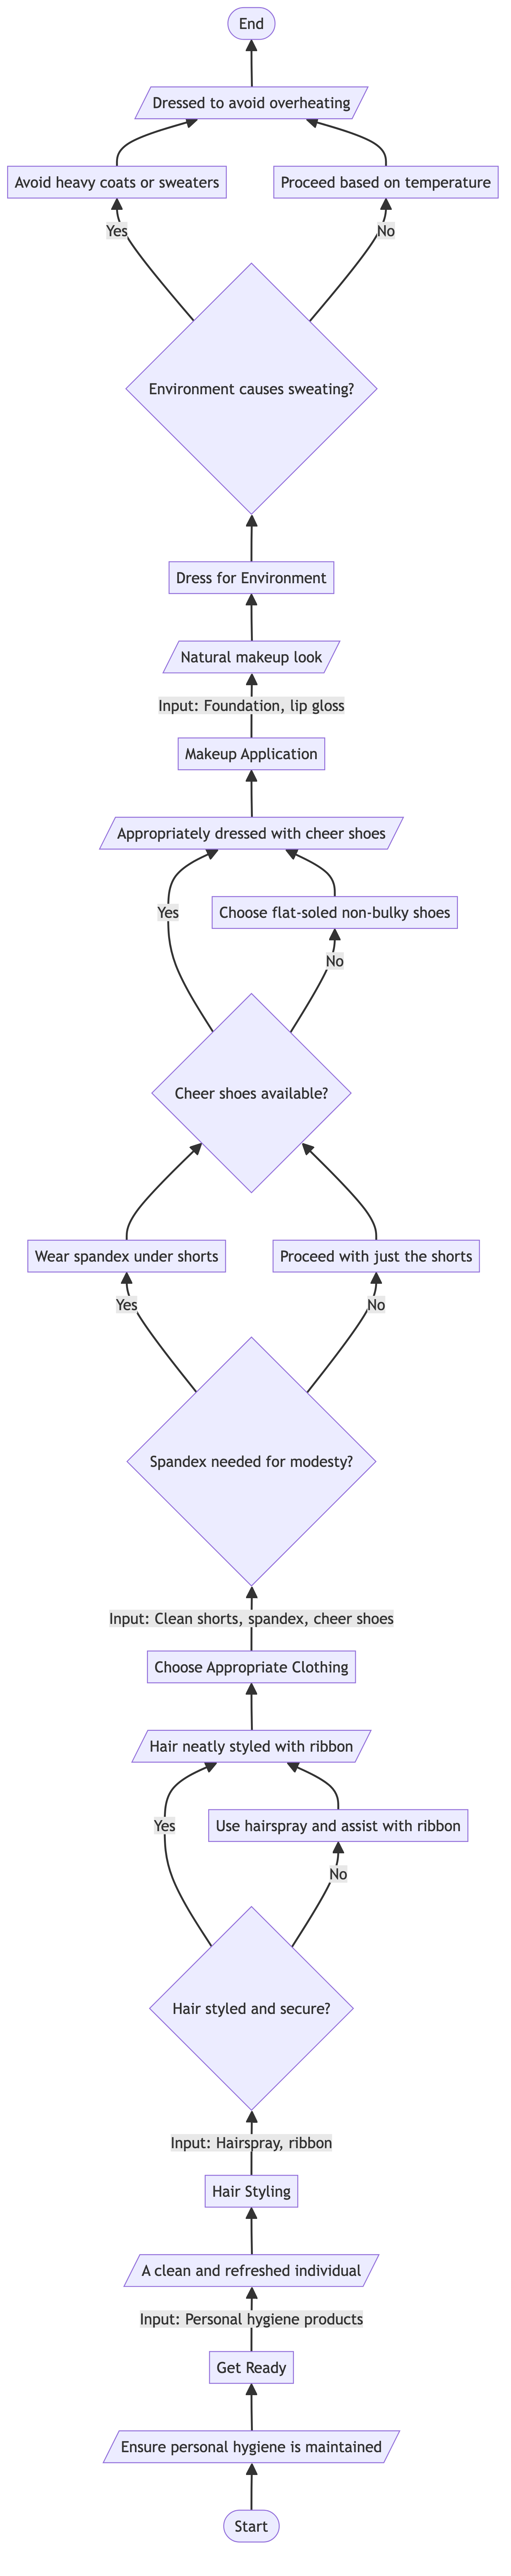 End
Dressed to avoid overheating
Avoid heavy coats or sweaters
Proceed based on temperature
Yes
No
Environment causes sweating?
Dress for Environment
Natural makeup look
Input: Foundation, lip gloss
Makeup Application
Appropriately dressed with cheer shoes
Yes
Choose flat-soled non-bulky shoes
No
Cheer shoes available?
Wear spandex under shorts
Proceed with just the shorts
Yes
No
Spandex needed for modesty?
Input: Clean shorts, spandex, cheer shoes
Choose Appropriate Clothing
Hair neatly styled with ribbon
Yes
Use hairspray and assist with ribbon
No
Hair styled and secure?
Input: Hairspray, ribbon
Hair Styling
A clean and refreshed individual
Input: Personal hygiene products
Get Ready
Ensure personal hygiene is maintained
Start